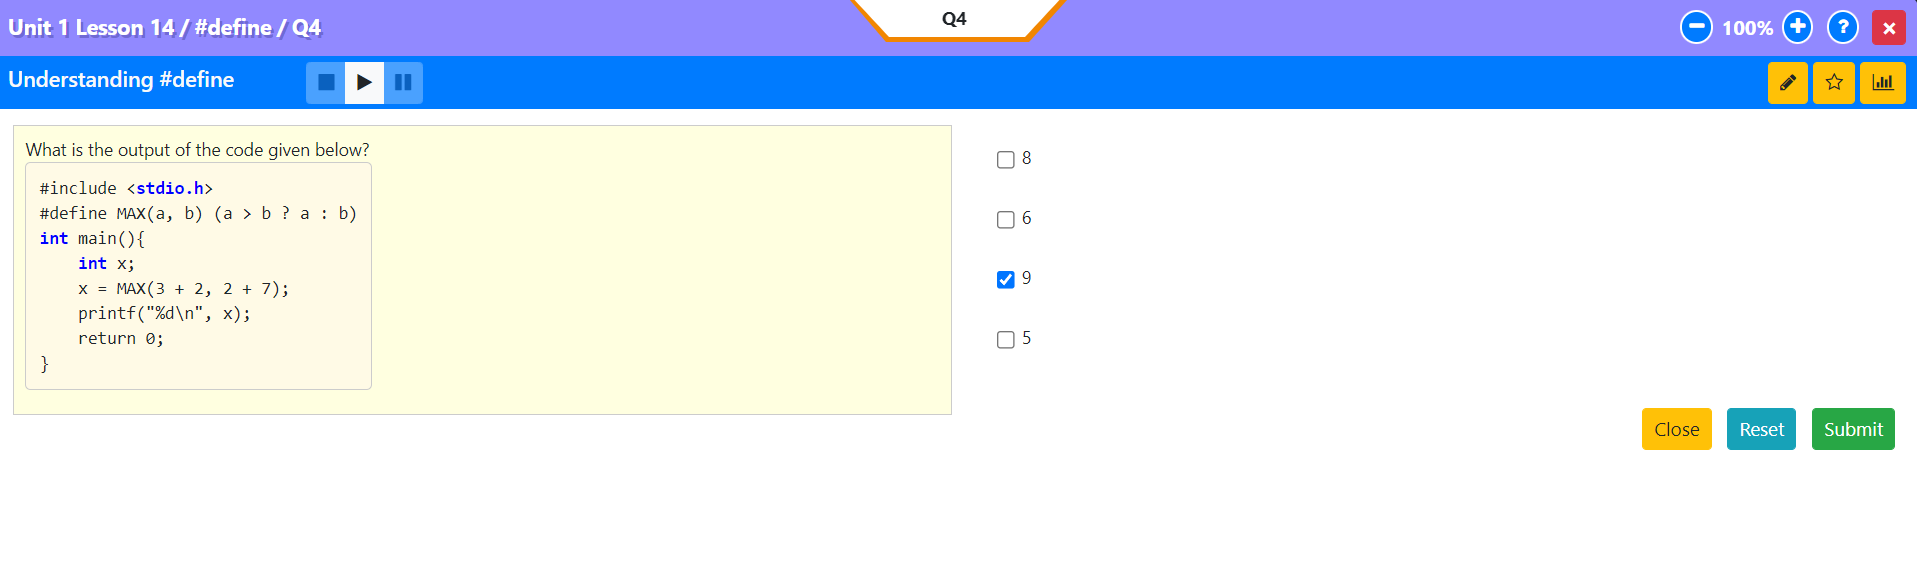 Unit 1 Lesson 14 / #define / Q4
Q4
100%
?
Understanding #define
What is the output of the code given below?
#include <stdio.h>
#define MAX(a, b) (a > b ? a : b)
int main(){
    int x;
    x = MAX(3 + 2, 2 + 7);
    printf("%d\n", x);
    return 0;
}
8
6
9
5
Close
Reset
Submit